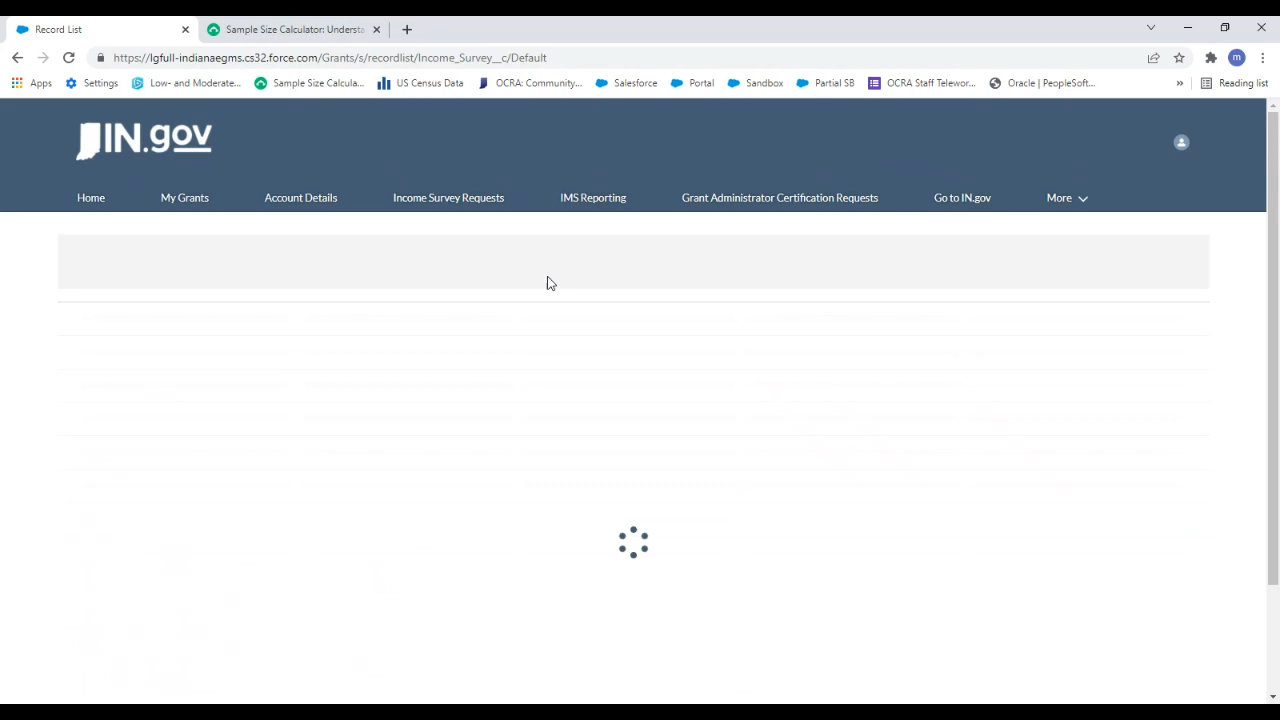 Record List
Sample Size Calculator: Understa
https://lgfull-indianaegms.cs32.force.com/Grants/s/recordlist/Income_Survey__c/Default
m
Apps Settings Low- and Moderate... Sample Size Calcula... US Census Data OCRA: Community... Salesforce Portal Sandbox Partial SB OCRA Staff Telewor... Oracle | PeopleSoft... » Reading list
IN.gov
Home My Grants Account Details Income Survey Requests IMS Reporting Grant Administrator Certification Requests Go to IN.gov More